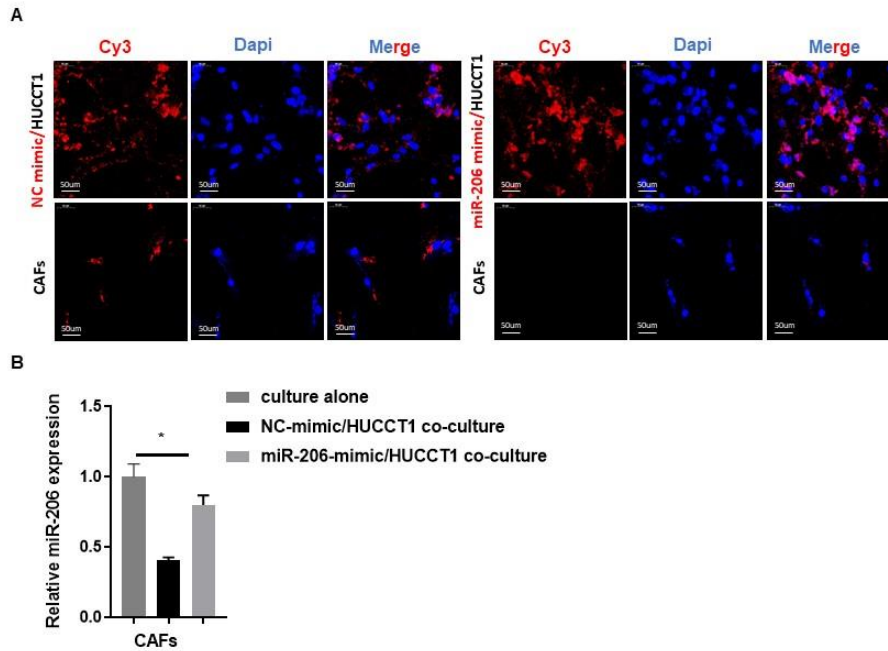 A
Cy3 Dapi Merge Cy3 Dapi Merge
NC mimic/HUCCT1
50um 50um 50um
miR-206 mimic/HUCCT1
50um 50um 50um
CAFs
50um 50um 50um
CAFs
50um 50um 50um
B
culture alone
NC-mimic/HUCCT1 co-culture
miR-206-mimic/HUCCT1 co-culture
Relative miR-206 expression
1.5
*
1.0
0.5
0.0
CAFs